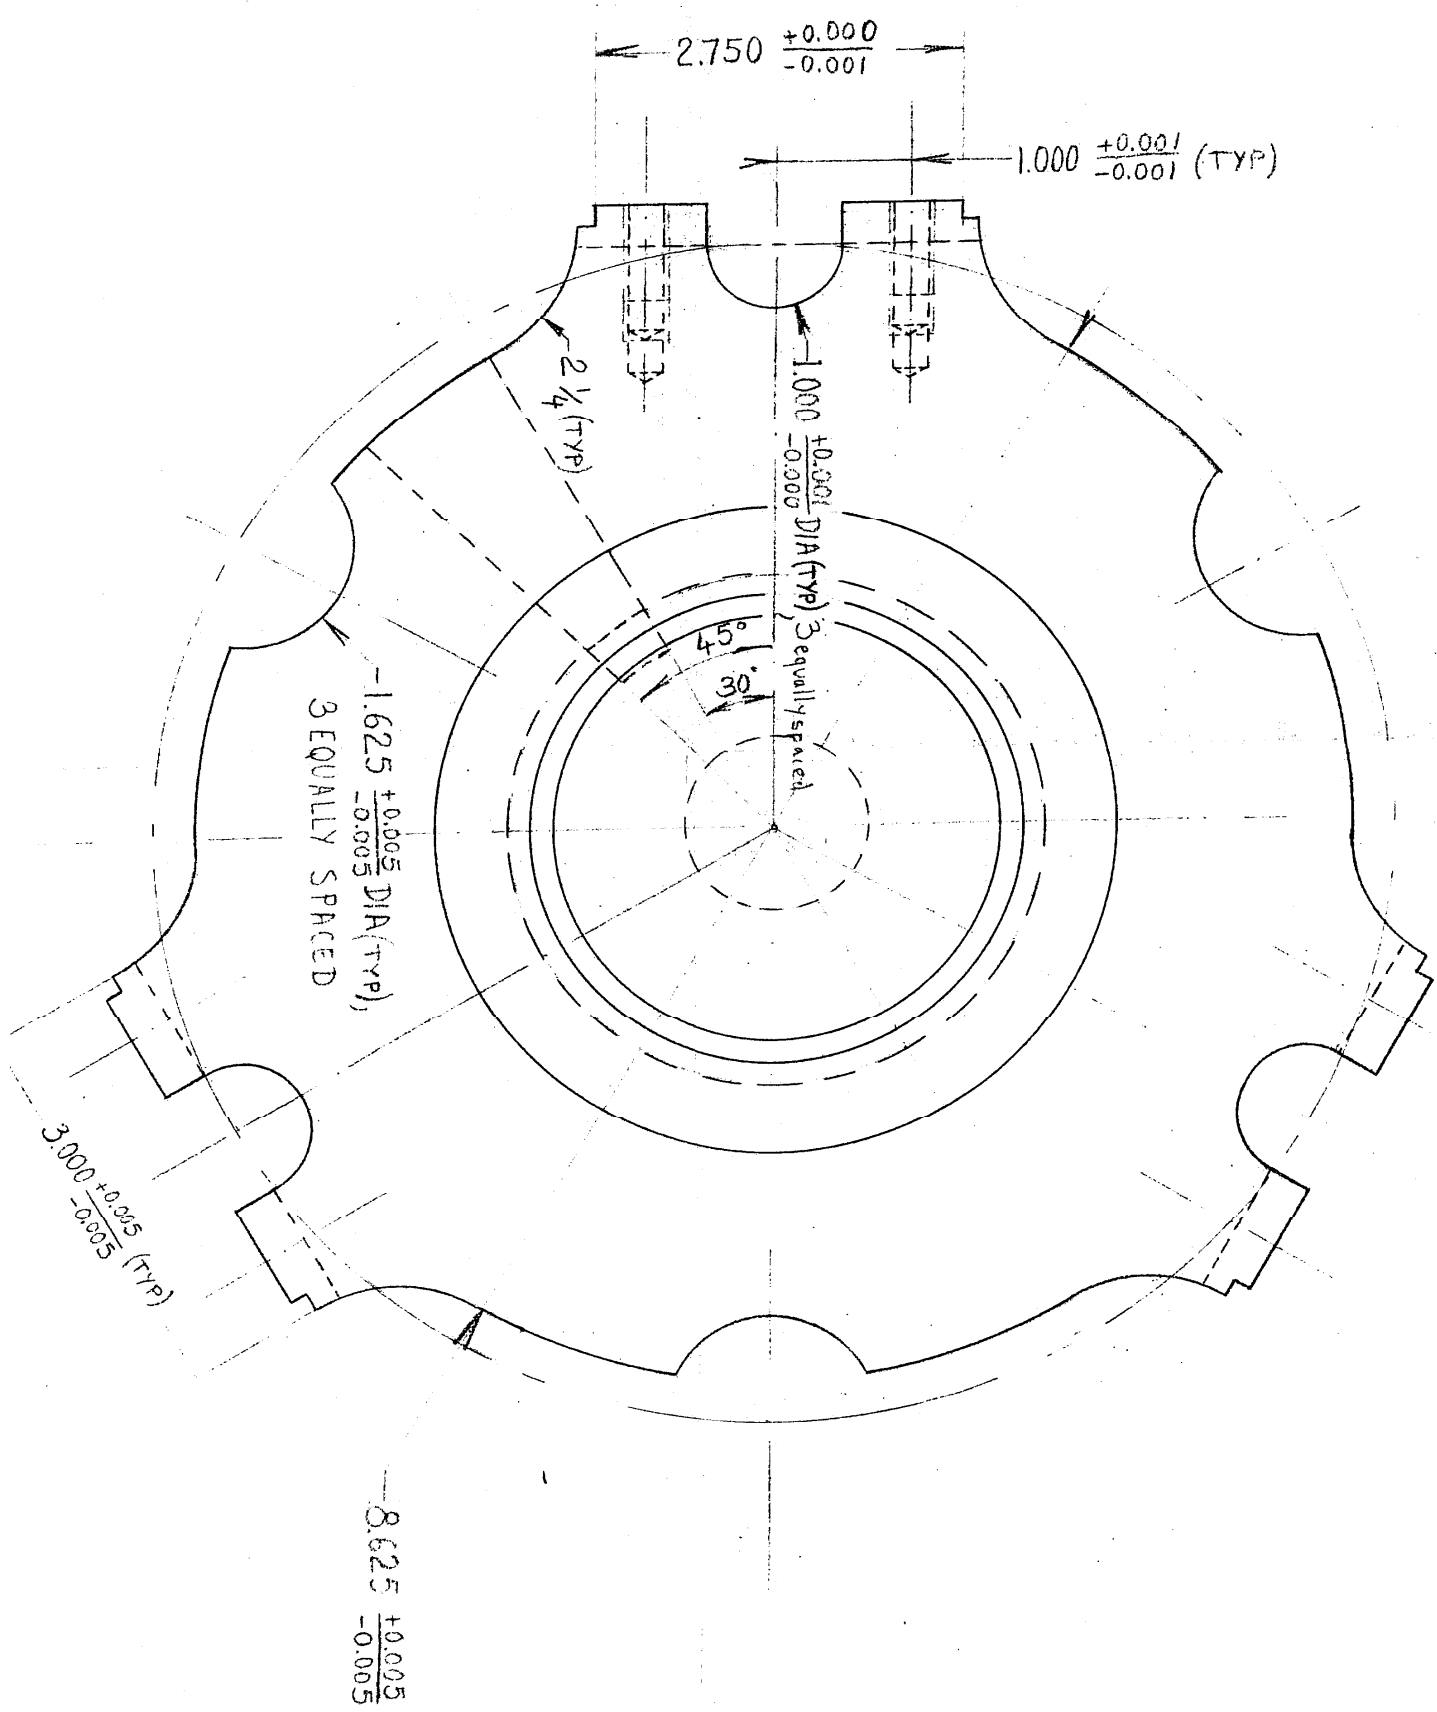 2.750 +0.000
-0.001
1.000 +0.001
-0.001 (TYP)
2 1/4 (TYP)
1.000 +0.001
-0.000 DIA(TYP) 3 equally spaced
45°
30°
1.625 +0.005
-0.005 DIA(TYP),
3 EQUALLY SPACED
3.000 +0.005
-0.005 (TYP)
8.625 +0.005
-0.005